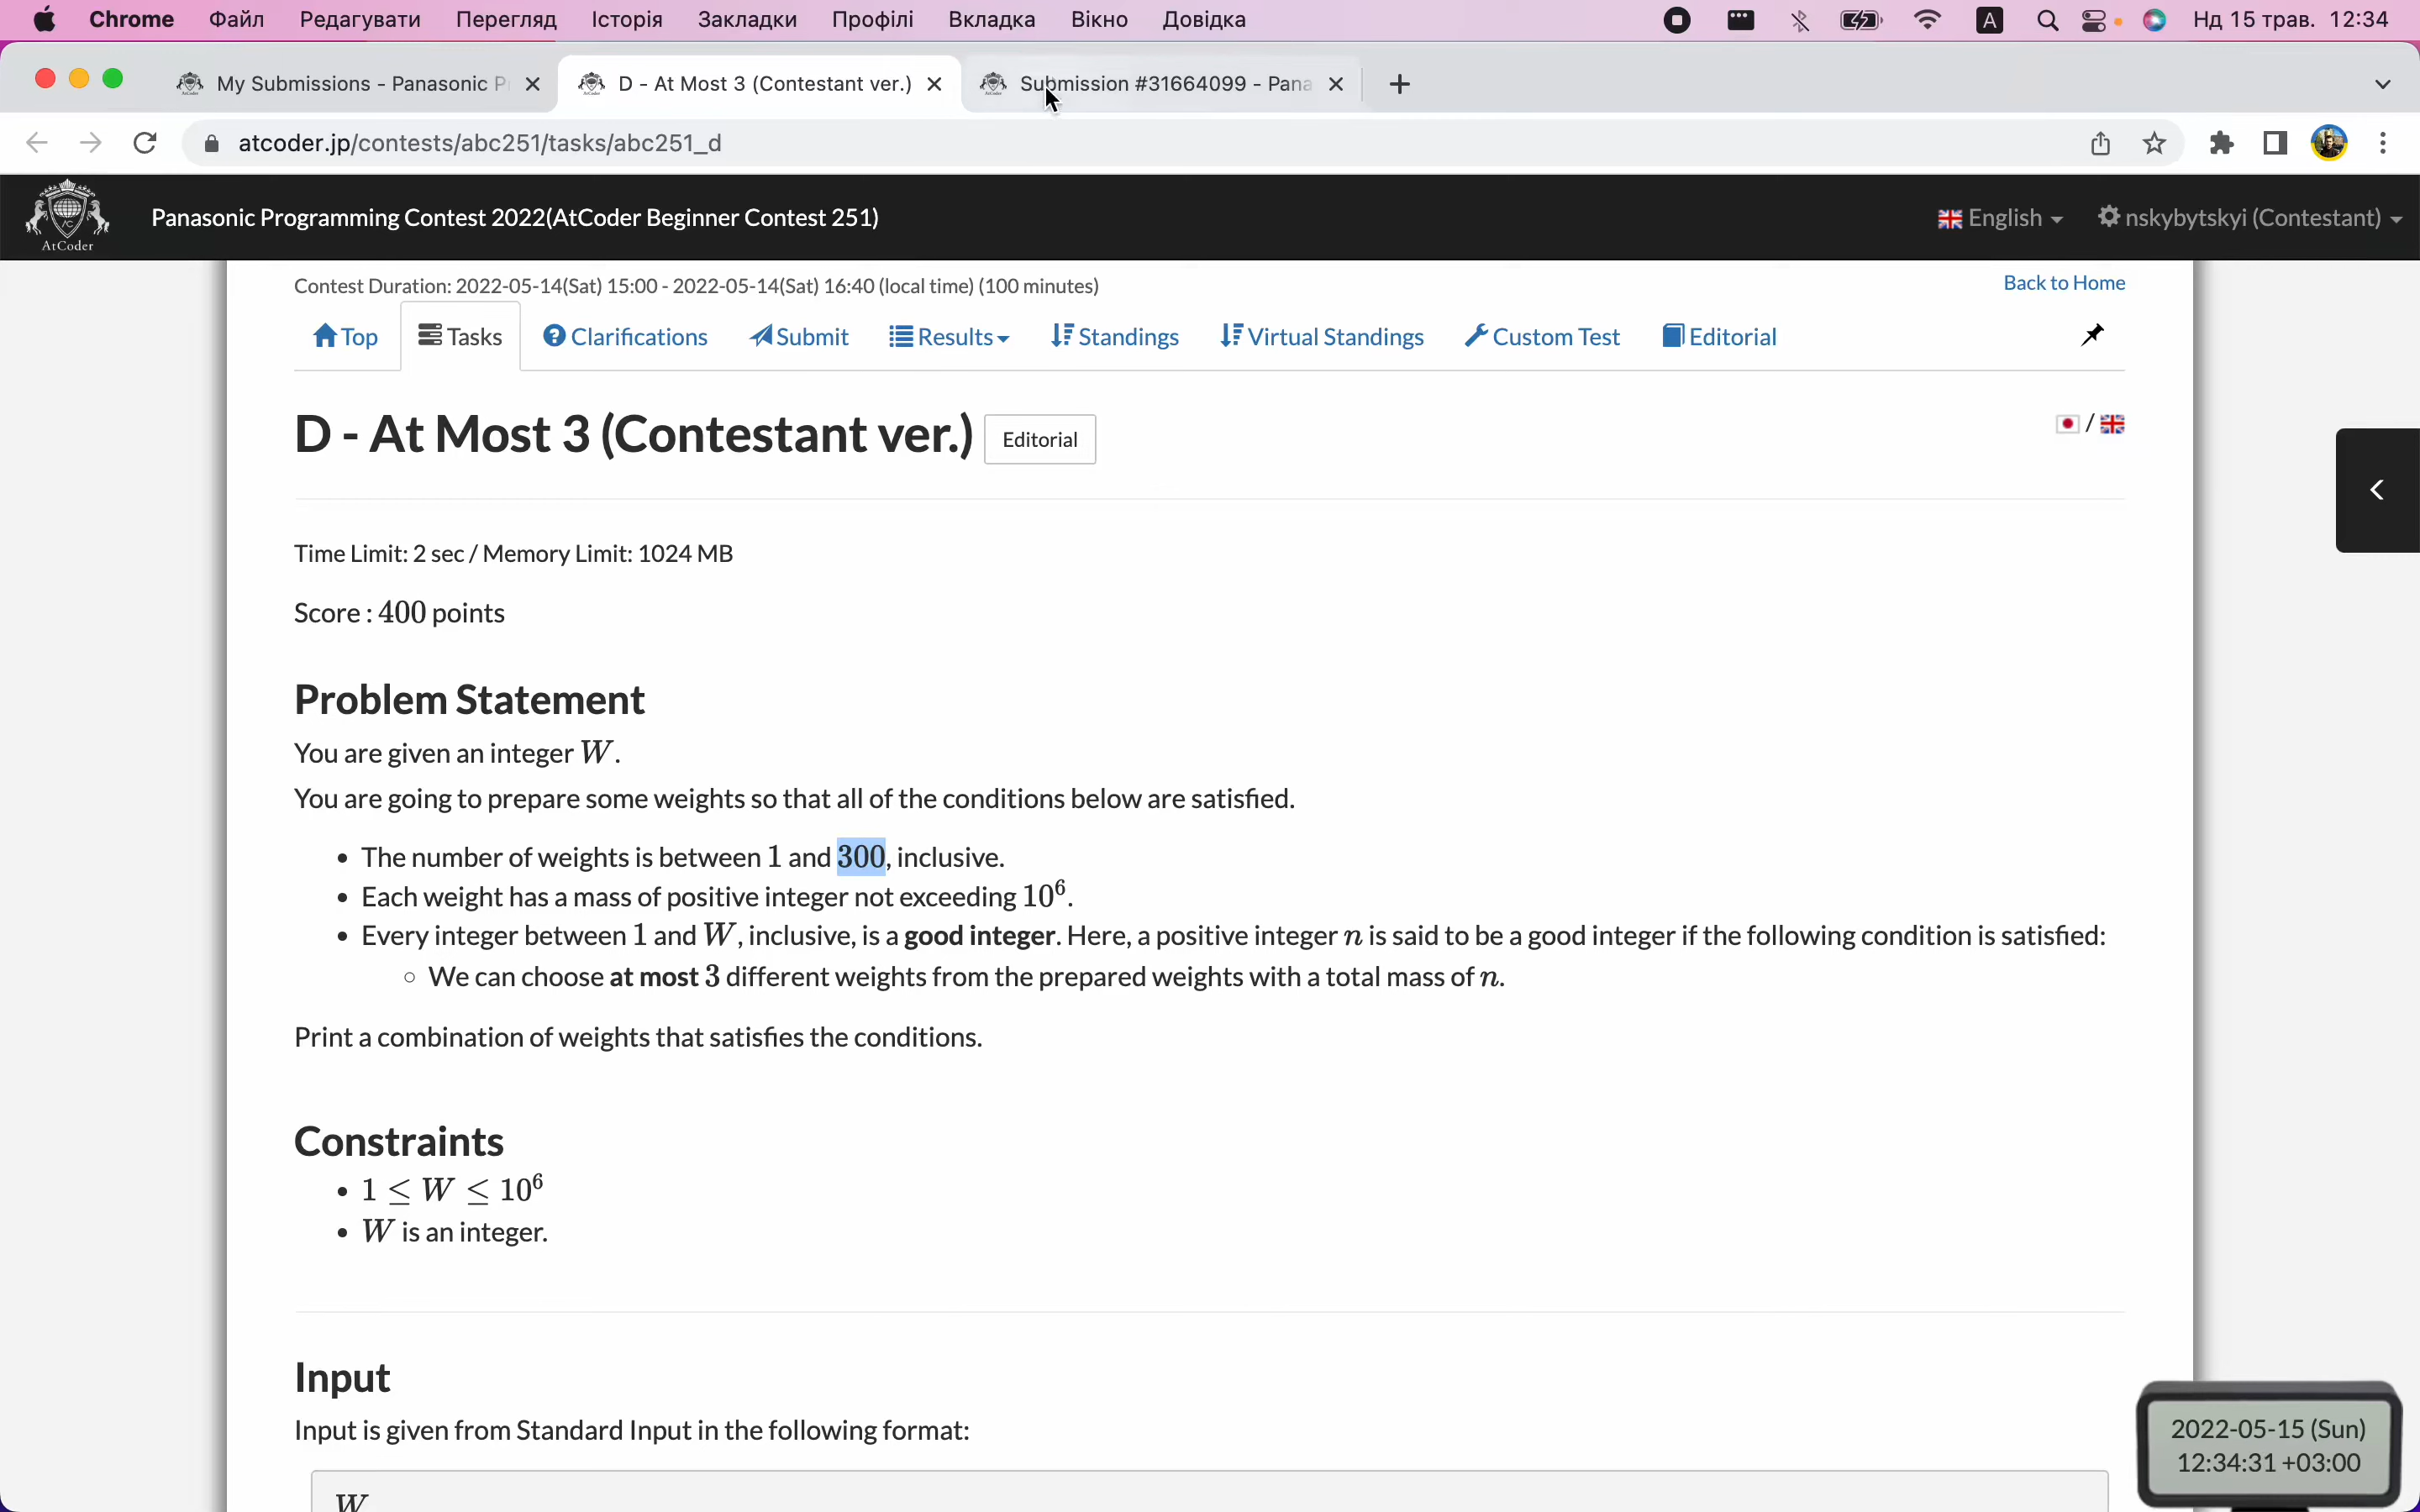 Chrome Файл Редагувати Перегляд Історія Закладки Профілі Вкладка Вікно Довідка A Нд 15 трав. 12:34
My Submissions - Panasonic P D - At Most 3 (Contestant ver.) Submission #31664099 - Pana
atcoder.jp/contests/abc251/tasks/abc251_d
AtCoder Panasonic Programming Contest 2022(AtCoder Beginner Contest 251) English nskybytskyi (Contestant)
Contest Duration: 2022-05-14(Sat) 15:00 - 2022-05-14(Sat) 16:40 (local time) (100 minutes) Back to Home
Top Tasks Clarifications Submit Results Standings Virtual Standings Custom Test Editorial
D - At Most 3 (Contestant ver.) Editorial /
Time Limit: 2 sec / Memory Limit: 1024 MB
Score : 400 points
Problem Statement
You are given an integer W.
You are going to prepare some weights so that all of the conditions below are satisfied.
• The number of weights is between 1 and 300, inclusive.
• Each weight has a mass of positive integer not exceeding 10⁶.
• Every integer between 1 and W, inclusive, is a good integer. Here, a positive integer n is said to be a good integer if the following condition is satisfied:
◦ We can choose at most 3 different weights from the prepared weights with a total mass of n.
Print a combination of weights that satisfies the conditions.
Constraints
• 1 ≤ W ≤ 10⁶
• W is an integer.
Input
Input is given from Standard Input in the following format:
W
2022-05-15 (Sun)
12:34:31 +03:00